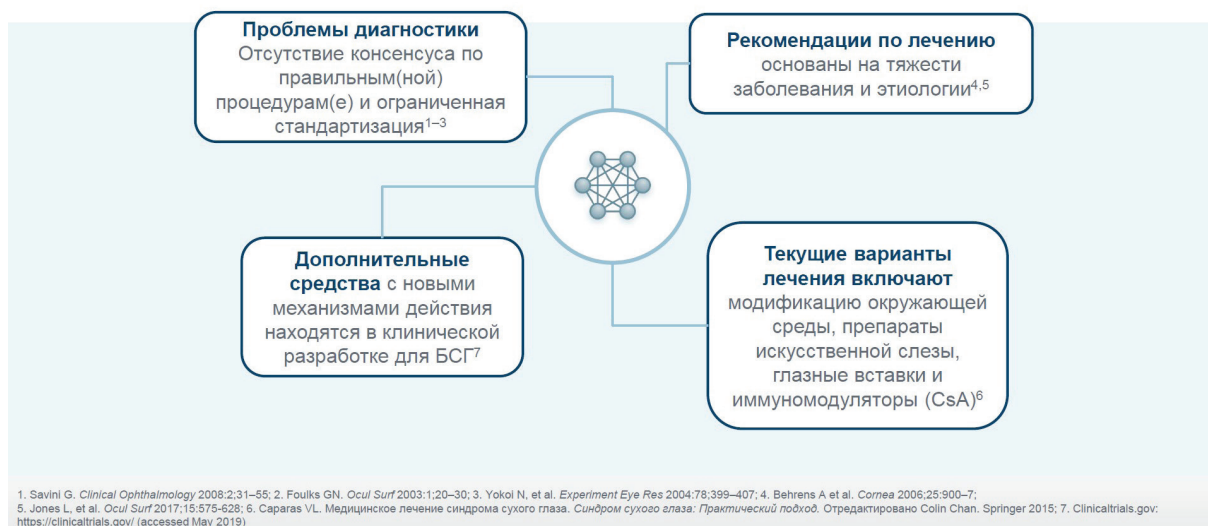 Проблемы диагностики
Отсутствие консенсуса по
правильным(ной)
процедурам(е) и ограниченная
стандартизация1–3
Рекомендации по лечению
основаны на тяжести
заболевания и этиологии4,5
Дополнительные
средства с новыми
механизмами действия
находятся в клинической
разработке для БСГ7
Текущие варианты
лечения включают
модификацию окружающей
среды, препараты
искусственной слезы,
глазные вставки и
иммуномодуляторы (CsA)6
1. Savini G. Clinical Ophthalmology 2008:2;31–55; 2. Foulks GN. Ocul Surf 2003:1;20–30; 3. Yokoi N, et al. Experiment Eye Res 2004:78;399–407; 4. Behrens A et al. Cornea 2006;25:900–7;
5. Jones L, et al. Ocul Surf 2017;15:575-628; 6. Caparas VL. Медицинское лечение синдрома сухого глаза. Синдром сухого глаза: Практический подход. Отредактировано Colin Chan. Springer 2015; 7. Clinicaltrials.gov:
https://clinicaltrials.gov/ (accessed May 2019)